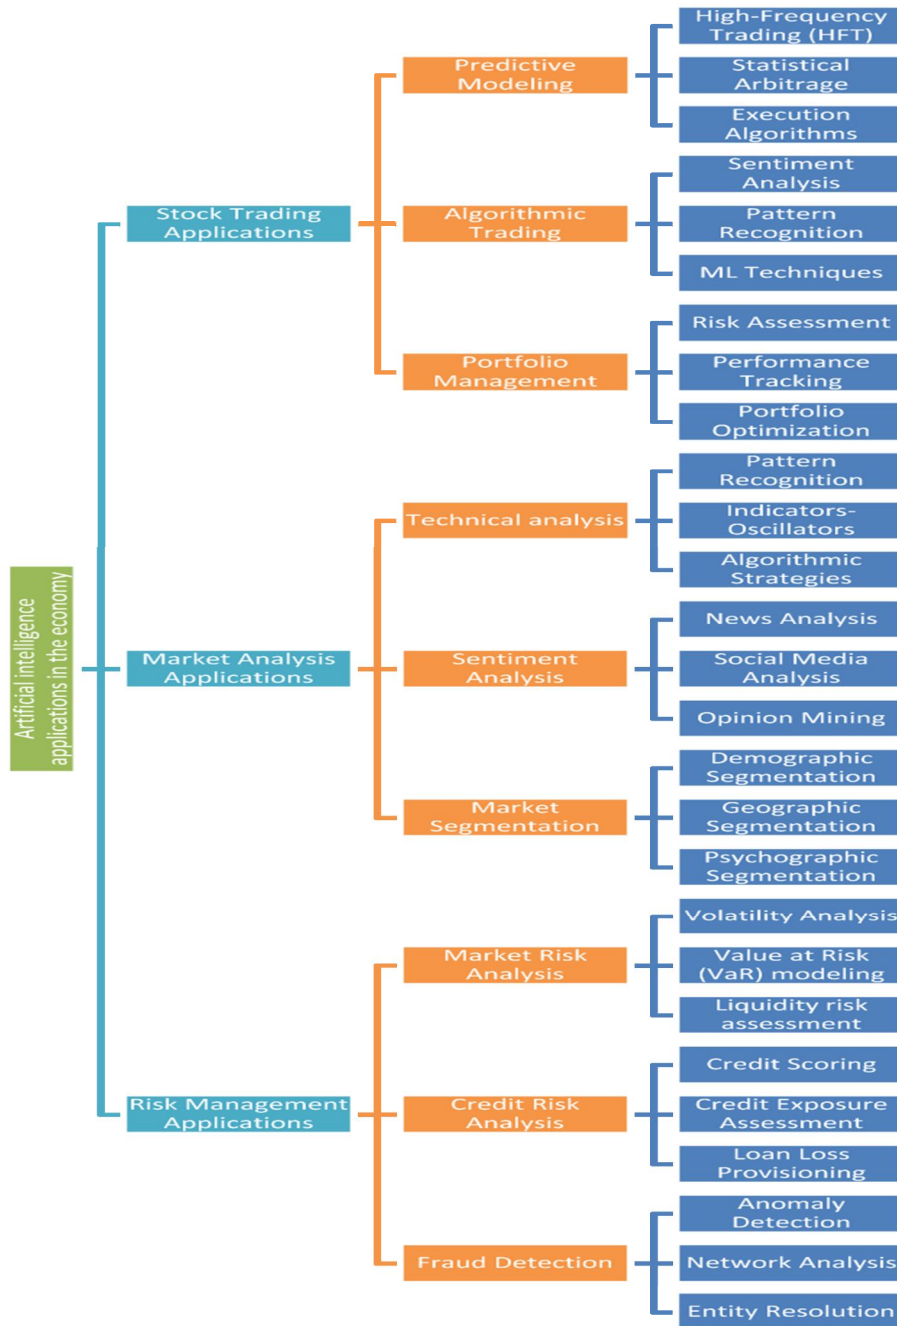 Artificial intelligence
applications in the economy
Stock Trading
Applications
Predictive
Modeling
High-Frequency
Trading (HFT)
Statistical
Arbitrage
Execution
Algorithms
Algorithmic
Trading
Sentiment
Analysis
Pattern
Recognition
ML Techniques
Portfolio
Management
Risk Assessment
Performance
Tracking
Portfolio
Optimization
Market Analysis
Applications
Technical analysis
Pattern
Recognition
Indicators-
Oscillators
Algorithmic
Strategies
Sentiment
Analysis
News Analysis
Social Media
Analysis
Opinion Mining
Market
Segmentation
Demographic
Segmentation
Geographic
Segmentation
Psychographic
Segmentation
Risk Management
Applications
Market Risk
Analysis
Volatility Analysis
Value at Risk
(VaR) modeling
Liquidity risk
assessment
Credit Risk
Analysis
Credit Scoring
Credit Exposure
Assessment
Loan Loss
Provisioning
Fraud Detection
Anomaly
Detection
Network Analysis
Entity Resolution